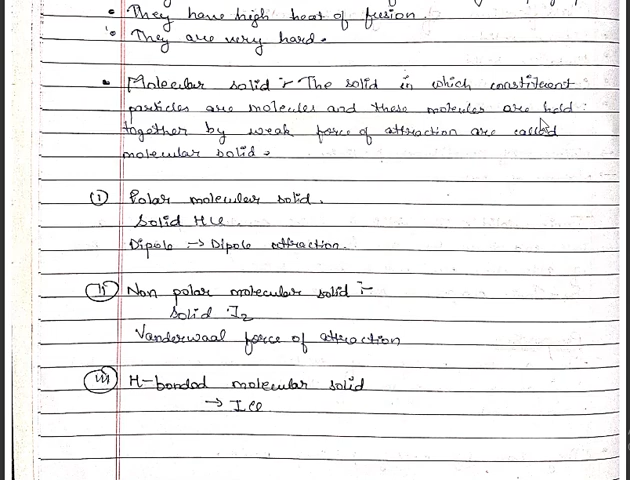 • They have high heat of fusion.
• They are very hard.
• Molecular solid :- The solid in which constituent
particles are molecules and these molecules are held
together by weak force of attraction are called
molecular solid.
(i) Polar molecular solid.
Solid HCl.
Dipole -> Dipole attraction.
(ii) Non polar molecular solid :-
Solid I2
Vanderwaal force of attraction
(iii) H-bonded molecular solid
-> ICe